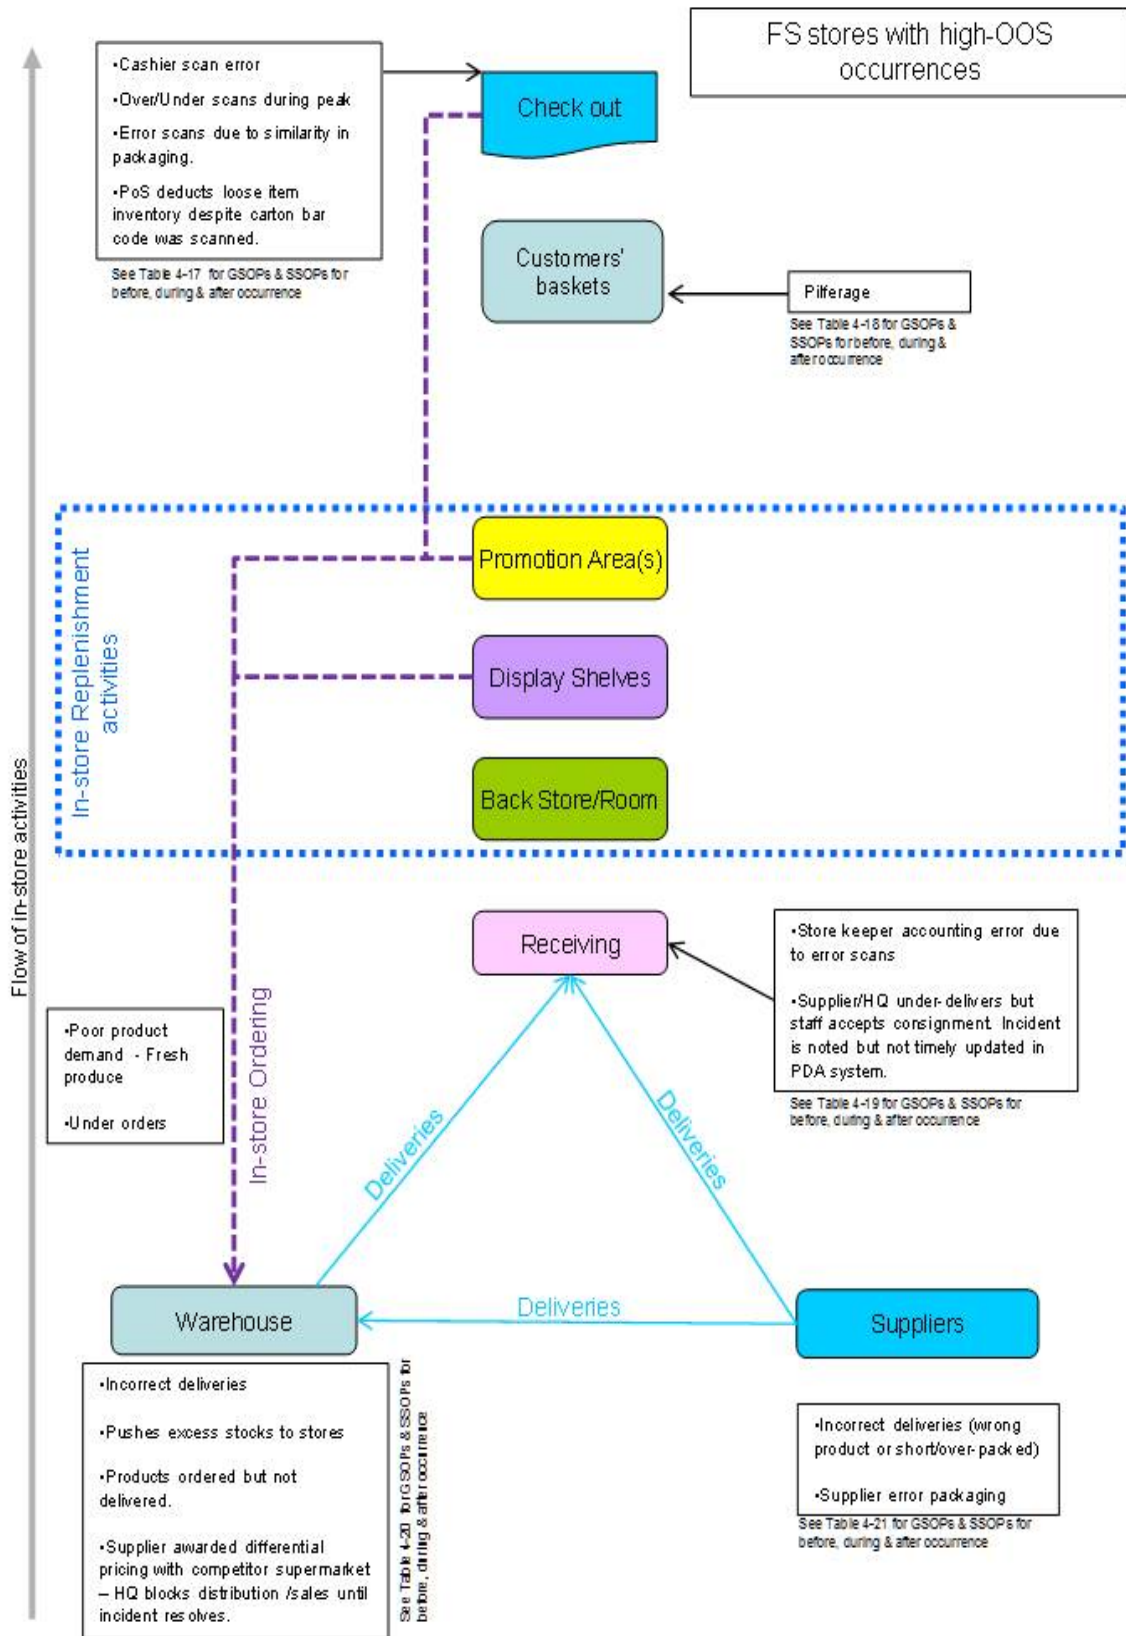 FS stores with high-OOS
occurrences
•Cashier scan error
•Over/Under scans during peak
•Error scans due to similarity in
packaging.
•PoS deducts loose item
inventory despite carton bar
code was scanned.
See Table 4-17 for GSOPs & SSOPs for
before, during & after occurrence
Check out
Customers'
baskets
Pilferage
See Table 4-18 for GSOPs &
SSOPs for before, during &
after occurrence
In-store Replenishment
activities
Promotion Area(s)
Display Shelves
Back Store/Room
Flow of in-store activities
Receiving
•Store keeper accounting error due
to error scans
•Supplier/HQ under-delivers but
staff accepts consignment. Incident
is noted but not timely updated in
PDA system.
See Table 4-19 for GSOPs & SSOPs for
before, during & after occurrence
•Poor product
demand - Fresh
produce
•Under orders
In-store Ordering
Deliveries
Deliveries
Deliveries
Warehouse
Suppliers
•Incorrect deliveries
•Pushes excess stocks to stores
•Products ordered but not
delivered.
•Supplier awarded differential
pricing with competitor supermarket
– HQ blocks distribution /sales until
incident resolves.
See Table 4-20 for GSOPs & SSOPs for
before, during & after occurrence
•Incorrect deliveries (wrong
product or short/over-packed)
•Supplier error packaging
See Table 4-21 for GSOPs & SSOPs for
before, during & after occurrence